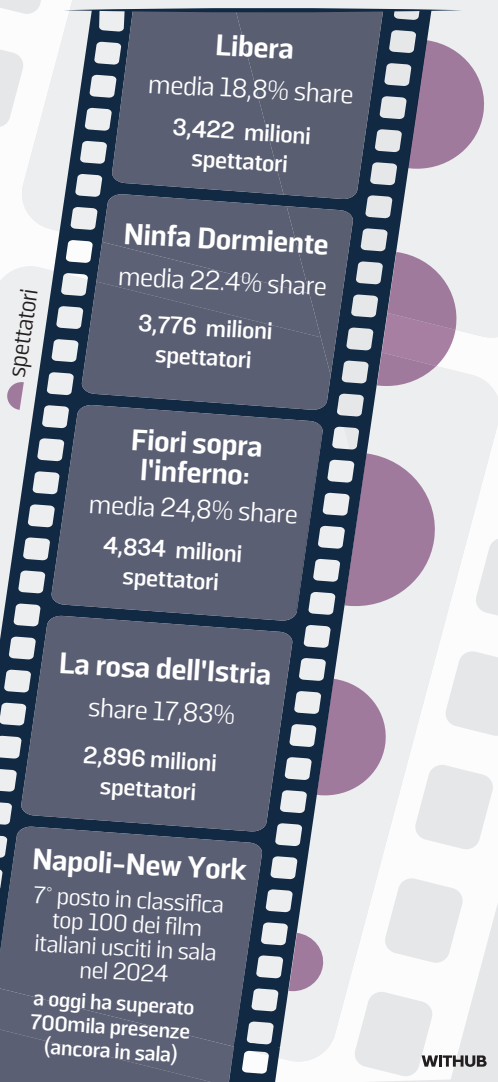 Libera
media 18,8% share
3,422 milioni
spettatori
Ninfa Dormiente
media 22.4% share
3,776 milioni
spettatori
spettatori
Fiori sopra
l'inferno:
media 24,8% share
4,834 milioni
spettatori
La rosa dell'Istria
share 17,83%
2,896 milioni
spettatori
Napoli-New York
7° posto in classifica
top 100 dei film
italiani usciti in sala
nel 2024
a oggi ha superato
700mila presenze
(ancora in sala)
WITHUB